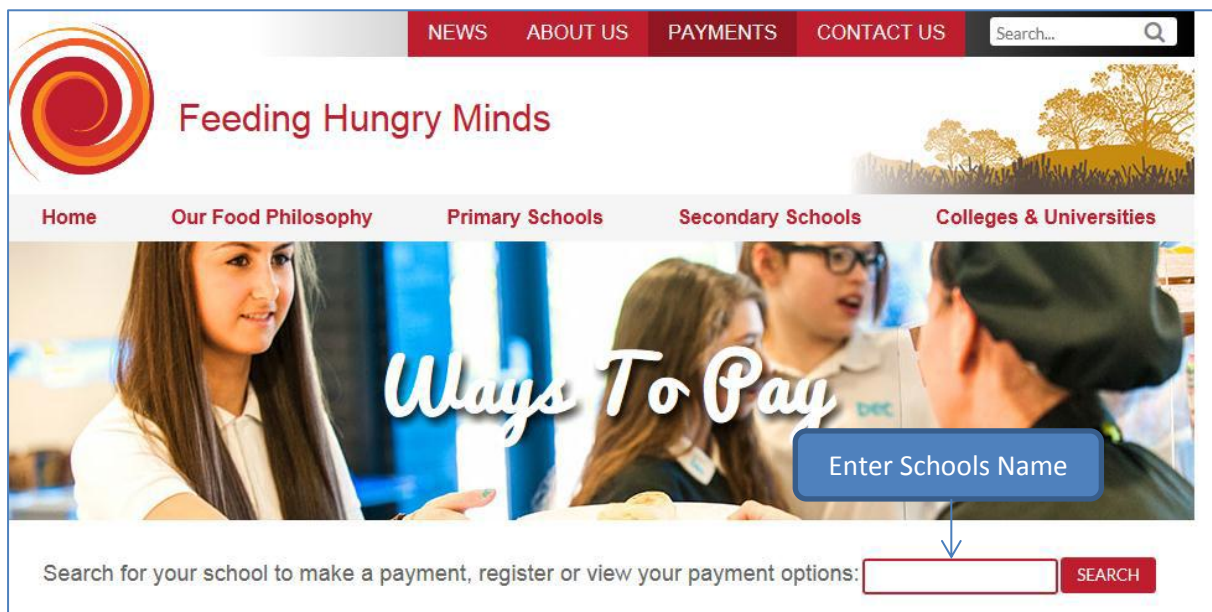 NEWS ABOUT US PAYMENTS CONTACT US Search...
Feeding Hungry Minds
Home Our Food Philosophy Primary Schools Secondary Schools Colleges & Universities
Ways To Pay
bec
Enter Schools Name
Search for your school to make a payment, register or view your payment options: SEARCH